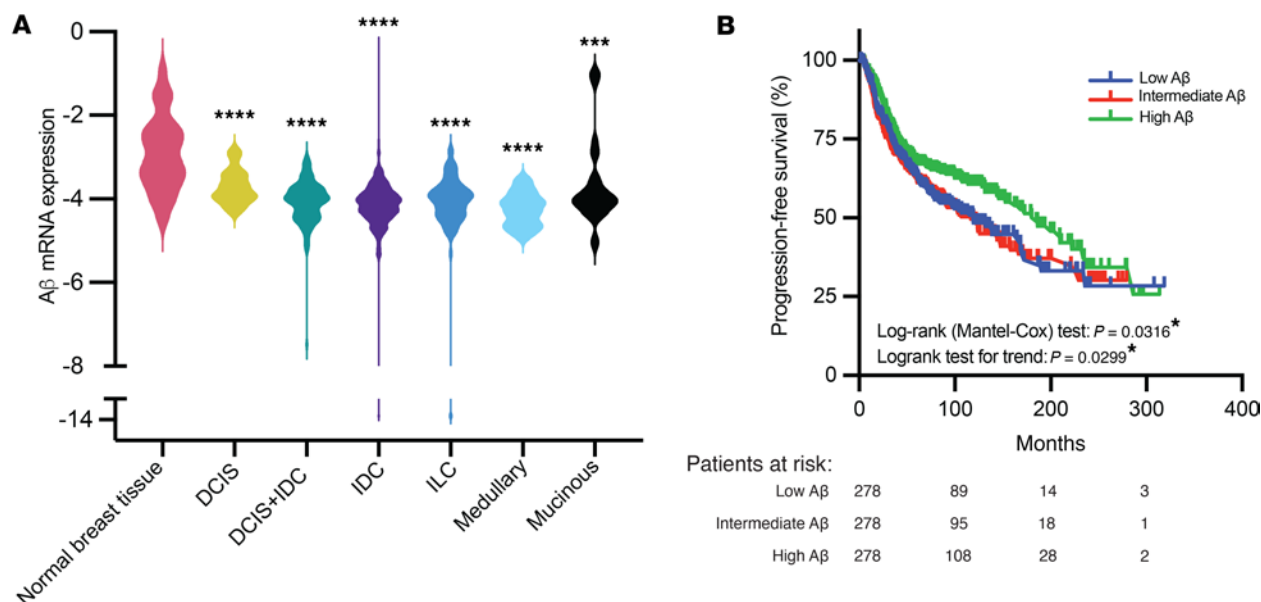 A
Aβ mRNA expression
0
-2
-4
-6
-8
-14
****
****
****
****
****
***
Normal breast tissue
DCIS
DCIS+IDC
IDC
ILC
Medullary
Mucinous
B
Progression-free survival (%)
100
75
50
25
0
Low Aβ
Intermediate Aβ
High Aβ
Log-rank (Mantel-Cox) test: P = 0.0316*
Logrank test for trend: P = 0.0299*
0 100 200 300 400
Months
Patients at risk:
Low Aβ 278 89 14 3
Intermediate Aβ 278 95 18 1
High Aβ 278 108 28 2